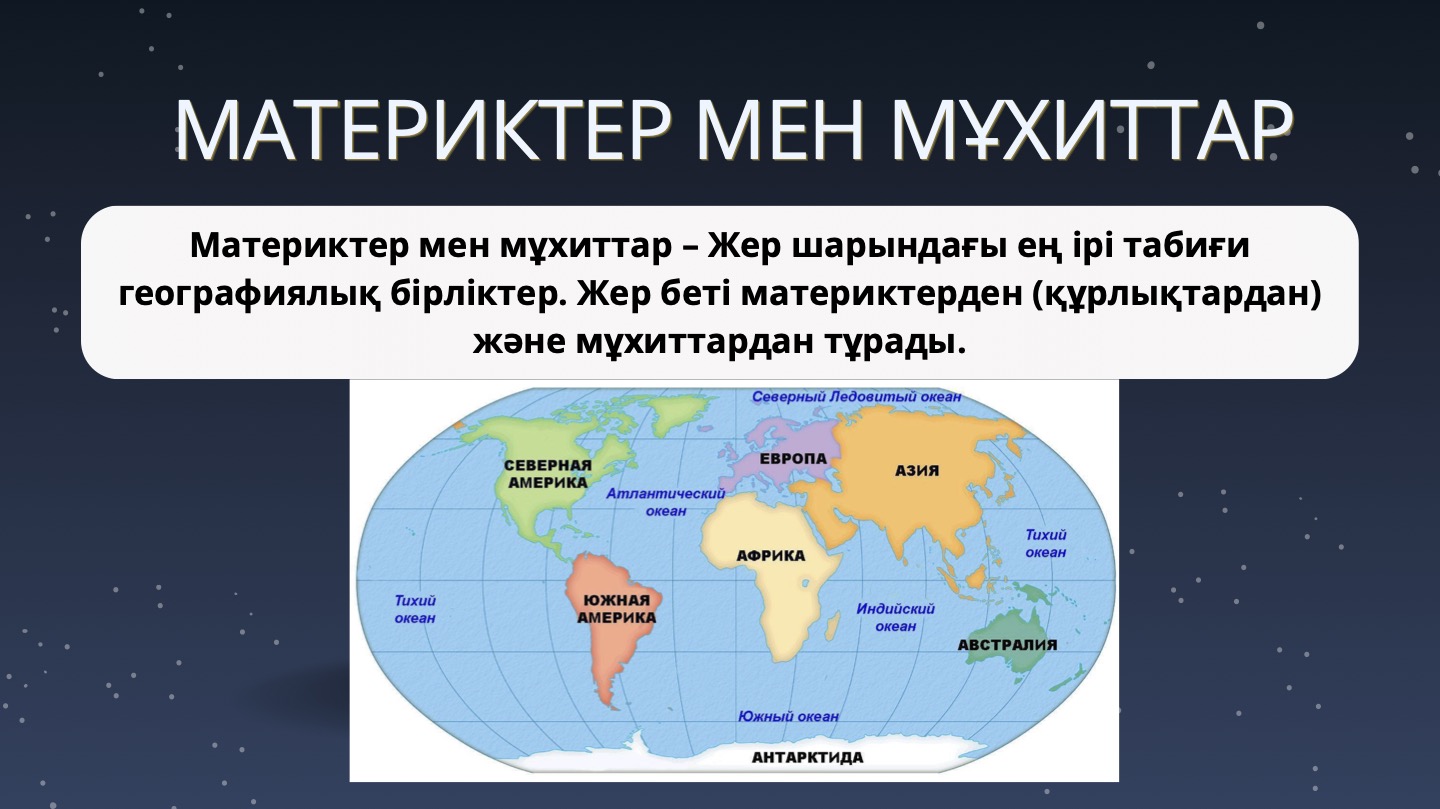 МАТЕРИКТЕР МЕН МҰХИТТАР
Материктер мен мұхиттар – Жер шарындағы ең ірі табиғи
географиялық бірліктер. Жер беті материктерден (құрлықтардан)
және мұхиттардан тұрады.
Северный Ледовитый океан
СЕВЕРНАЯ
АМЕРИКА
ЕВРОПА
АЗИЯ
Атлантический
океан
Тихий
океан
АФРИКА
Тихий
океан
ЮЖНАЯ
АМЕРИКА
Индийский
океан
АВСТРАЛИЯ
Южный океан
АНТАРКТИДА